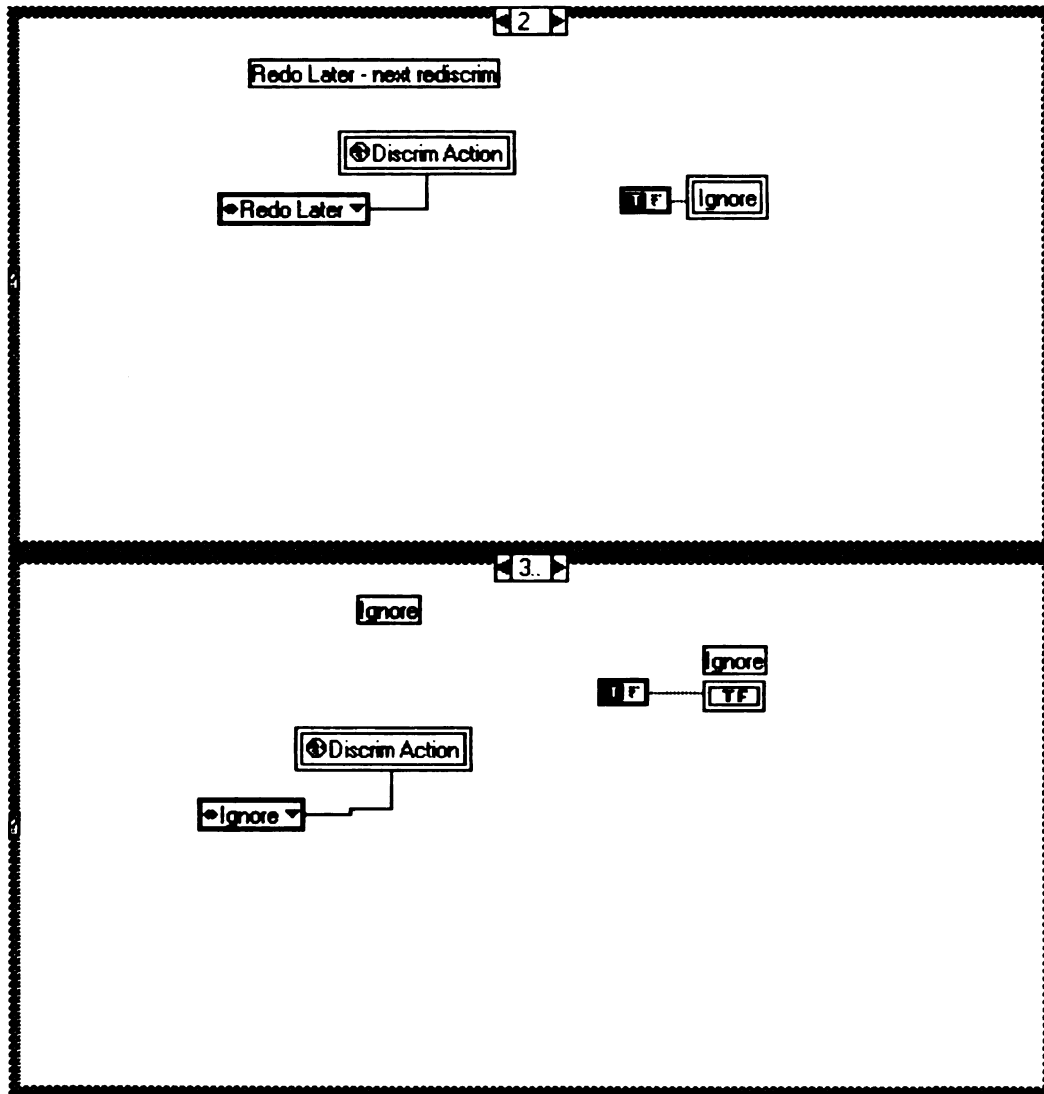 2
Redo Later - next rediscrim
Discrim Action
Redo Later
T F
Ignore
3..
Ignore
Ignore
T F
TF
Discrim Action
Ignore